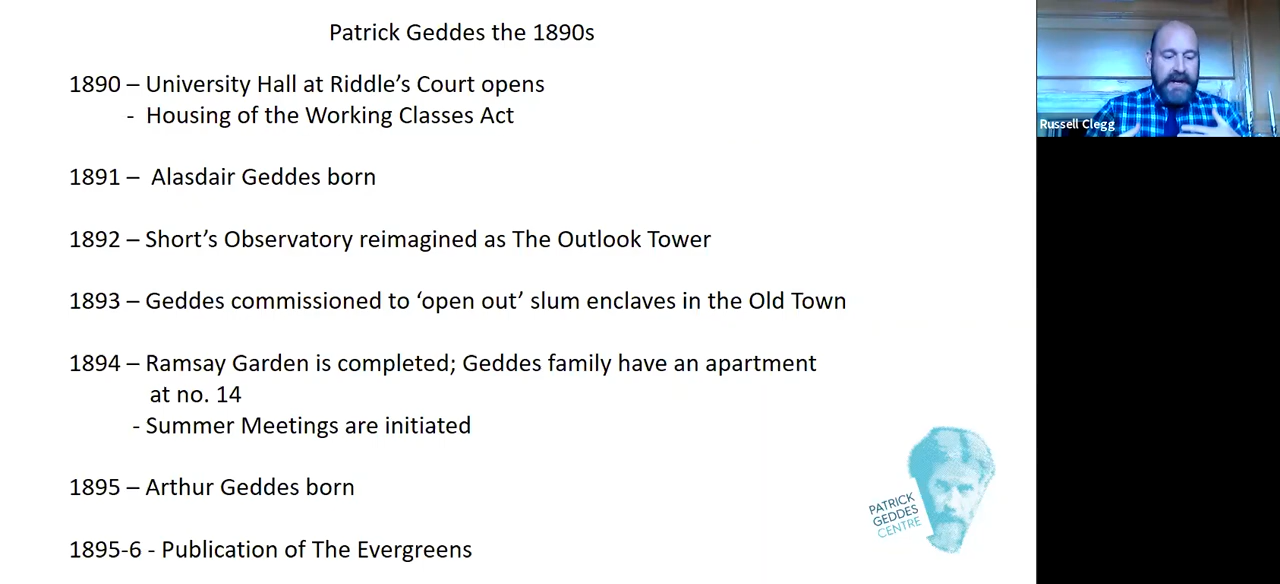 Patrick Geddes the 1890s
1890 – University Hall at Riddle’s Court opens
- Housing of the Working Classes Act
1891 – Alasdair Geddes born
1892 – Short’s Observatory reimagined as The Outlook Tower
1893 – Geddes commissioned to ‘open out’ slum enclaves in the Old Town
1894 – Ramsay Garden is completed; Geddes family have an apartment
at no. 14
- Summer Meetings are initiated
1895 – Arthur Geddes born
1895-6 - Publication of The Evergreens
PATRICK
GEDDES
CENTRE
Russell Clegg